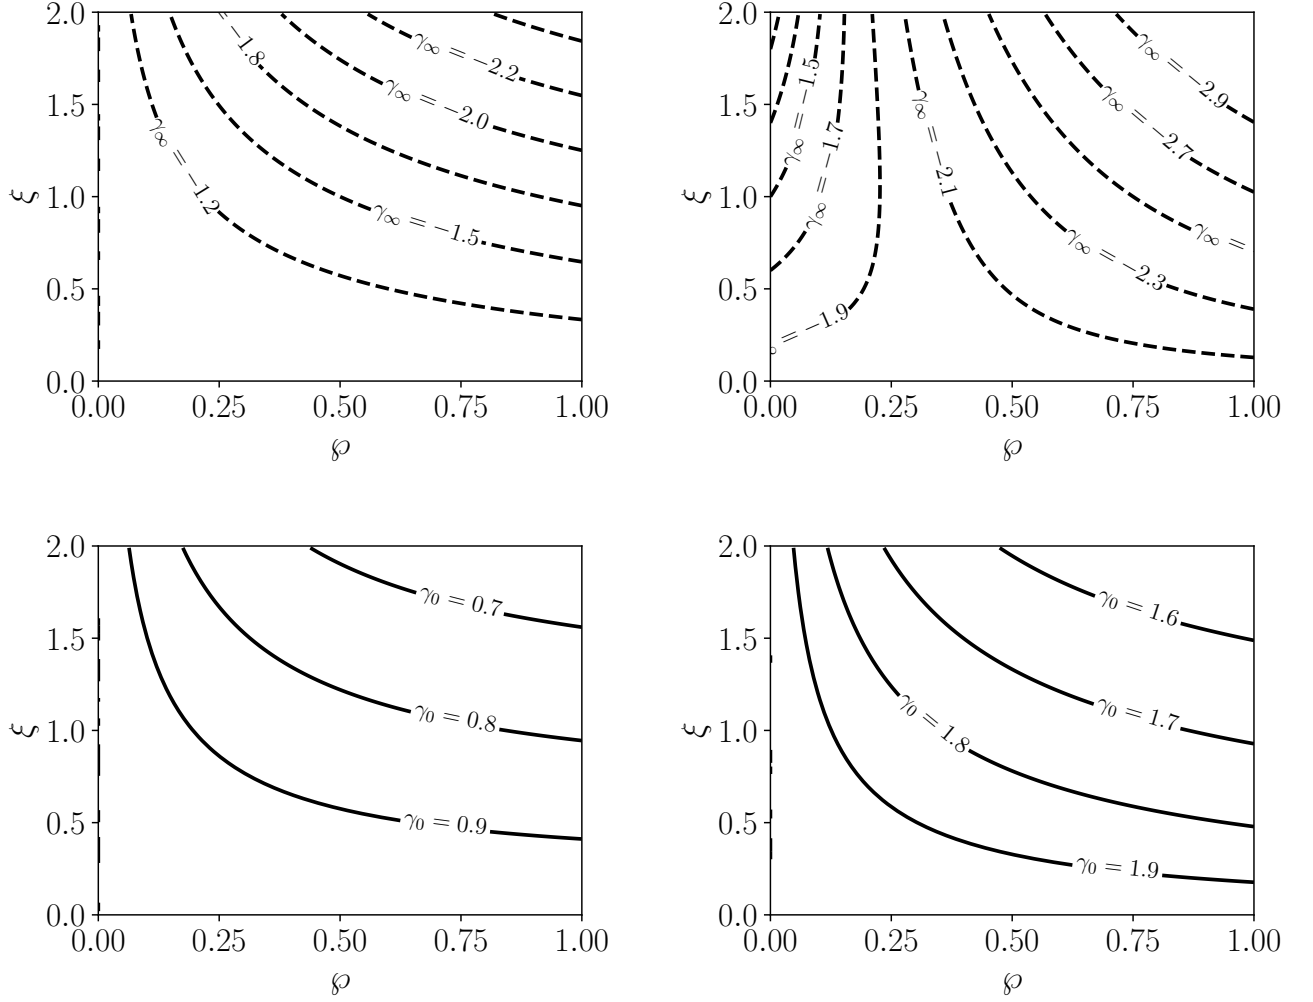 2.0
1.5
1.0
0.5
0.0
ξ
0.00 0.25 0.50 0.75 1.00
℘
γ∞ = −1.2
−1.8
γ∞ = −1.5
γ∞ = −2.0
γ∞ = −2.2
2.0
1.5
1.0
0.5
0.0
ξ
0.00 0.25 0.50 0.75 1.00
℘
γ∞ = −1.5
γ∞ = −1.7
∞ = −1.9
γ∞ = −2.1
γ∞ = −2.3
γ∞ =
γ∞ = −2.7
γ∞ = −2.9
2.0
1.5
1.0
0.5
0.0
ξ
0.00 0.25 0.50 0.75 1.00
℘
γ₀ = 0.7
γ₀ = 0.8
γ₀ = 0.9
2.0
1.5
1.0
0.5
0.0
ξ
0.00 0.25 0.50 0.75 1.00
℘
γ₀ = 1.6
γ₀ = 1.7
γ₀ = 1.8
γ₀ = 1.9